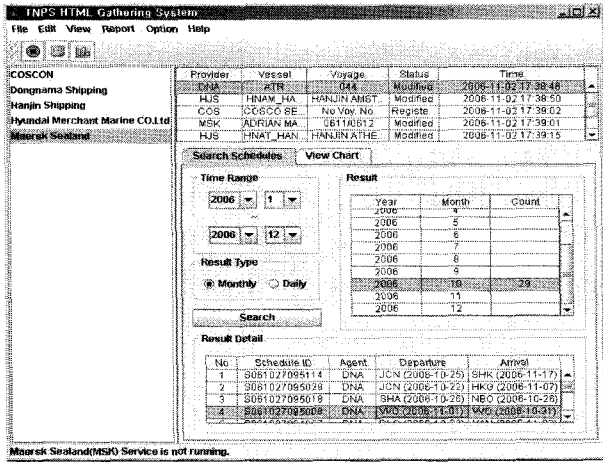 TNPS HTML Gathering System
File Edit View Report Option Help
COSCON
Dongnama Shipping
Hanjin Shipping
Hyundai Merchant Marine CO.Ltd
Maersk Sealand
Provider Vessel Voyage Status Time
DNA ATR 044 Modified 2006-11-02 17:38:48
HJS HNAM_HA... HANJIN AMST... Modified 2006-11-02 17:38:50
COS COSCO SE... No Voy. No. Registe... 2006-11-02 17:39:02
MSK ADRIAN MA... 0611/0612 Modified 2006-11-02 17:39:01
HJS HNAT_HAN... HANJIN ATHE... Modified 2006-11-02 17:39:15
Search Schedules View Chart
Time Range
2006 1
~
2006 12
Result Type
Monthly Daily
Search
Result
Year Month Count
2006 4
2006 5
2006 6
2006 7
2006 8
2006 9
2006 10 29
2006 11
2006 12
Result Detail
No Schedule ID Agent Departure Arrival
1 S061027095114 DNA JCN (2006-10-25) SHK (2006-11-17)
2 S061027095029 DNA JCN (2006-10-22) HKG (2006-11-07)
3 S061027095018 DNA SHA (2006-10-26) NBO (2006-10-26)
4 S061027095008 DNA (2006-11-01) (2006-10-31)
Maersk Sealand(MSK) Service is not running.